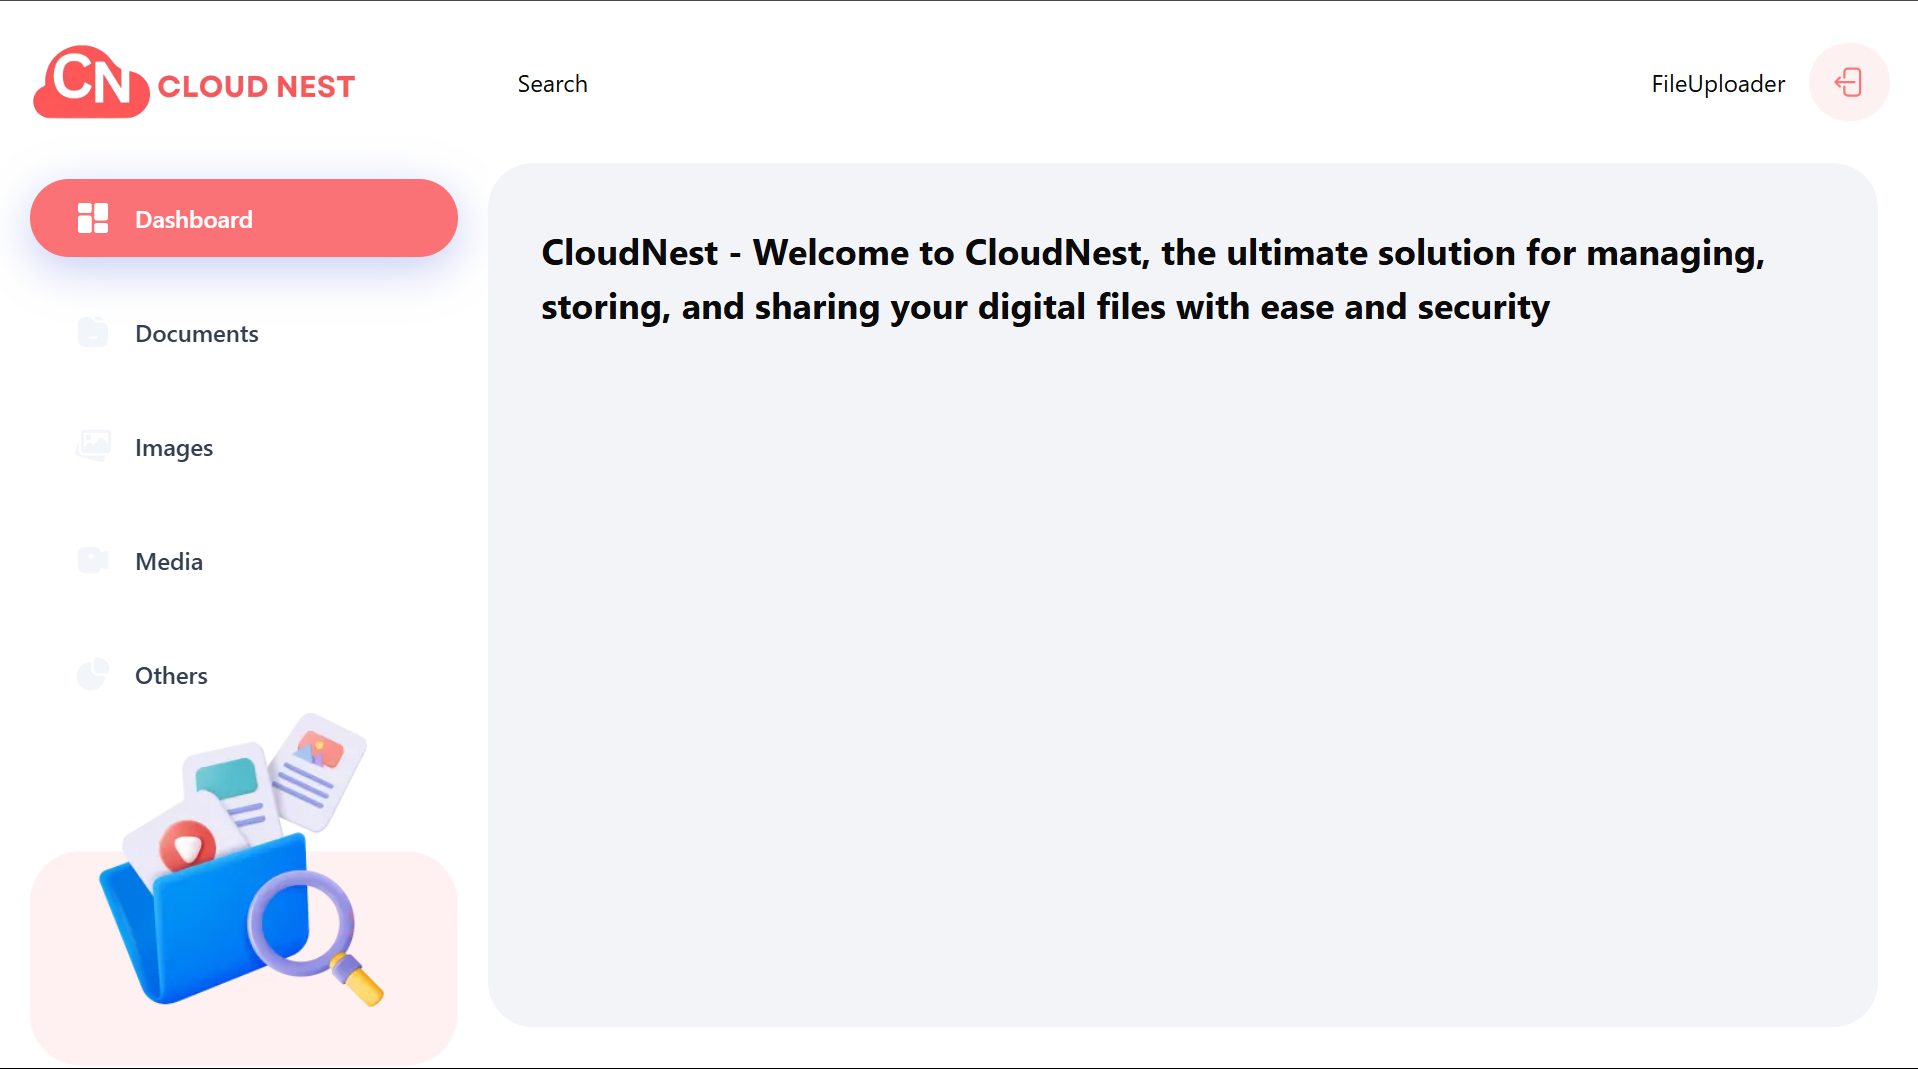 CN CLOUD NEST
Search
FileUploader
Dashboard
Documents
Images
Media
Others
CloudNest - Welcome to CloudNest, the ultimate solution for managing,
storing, and sharing your digital files with ease and security